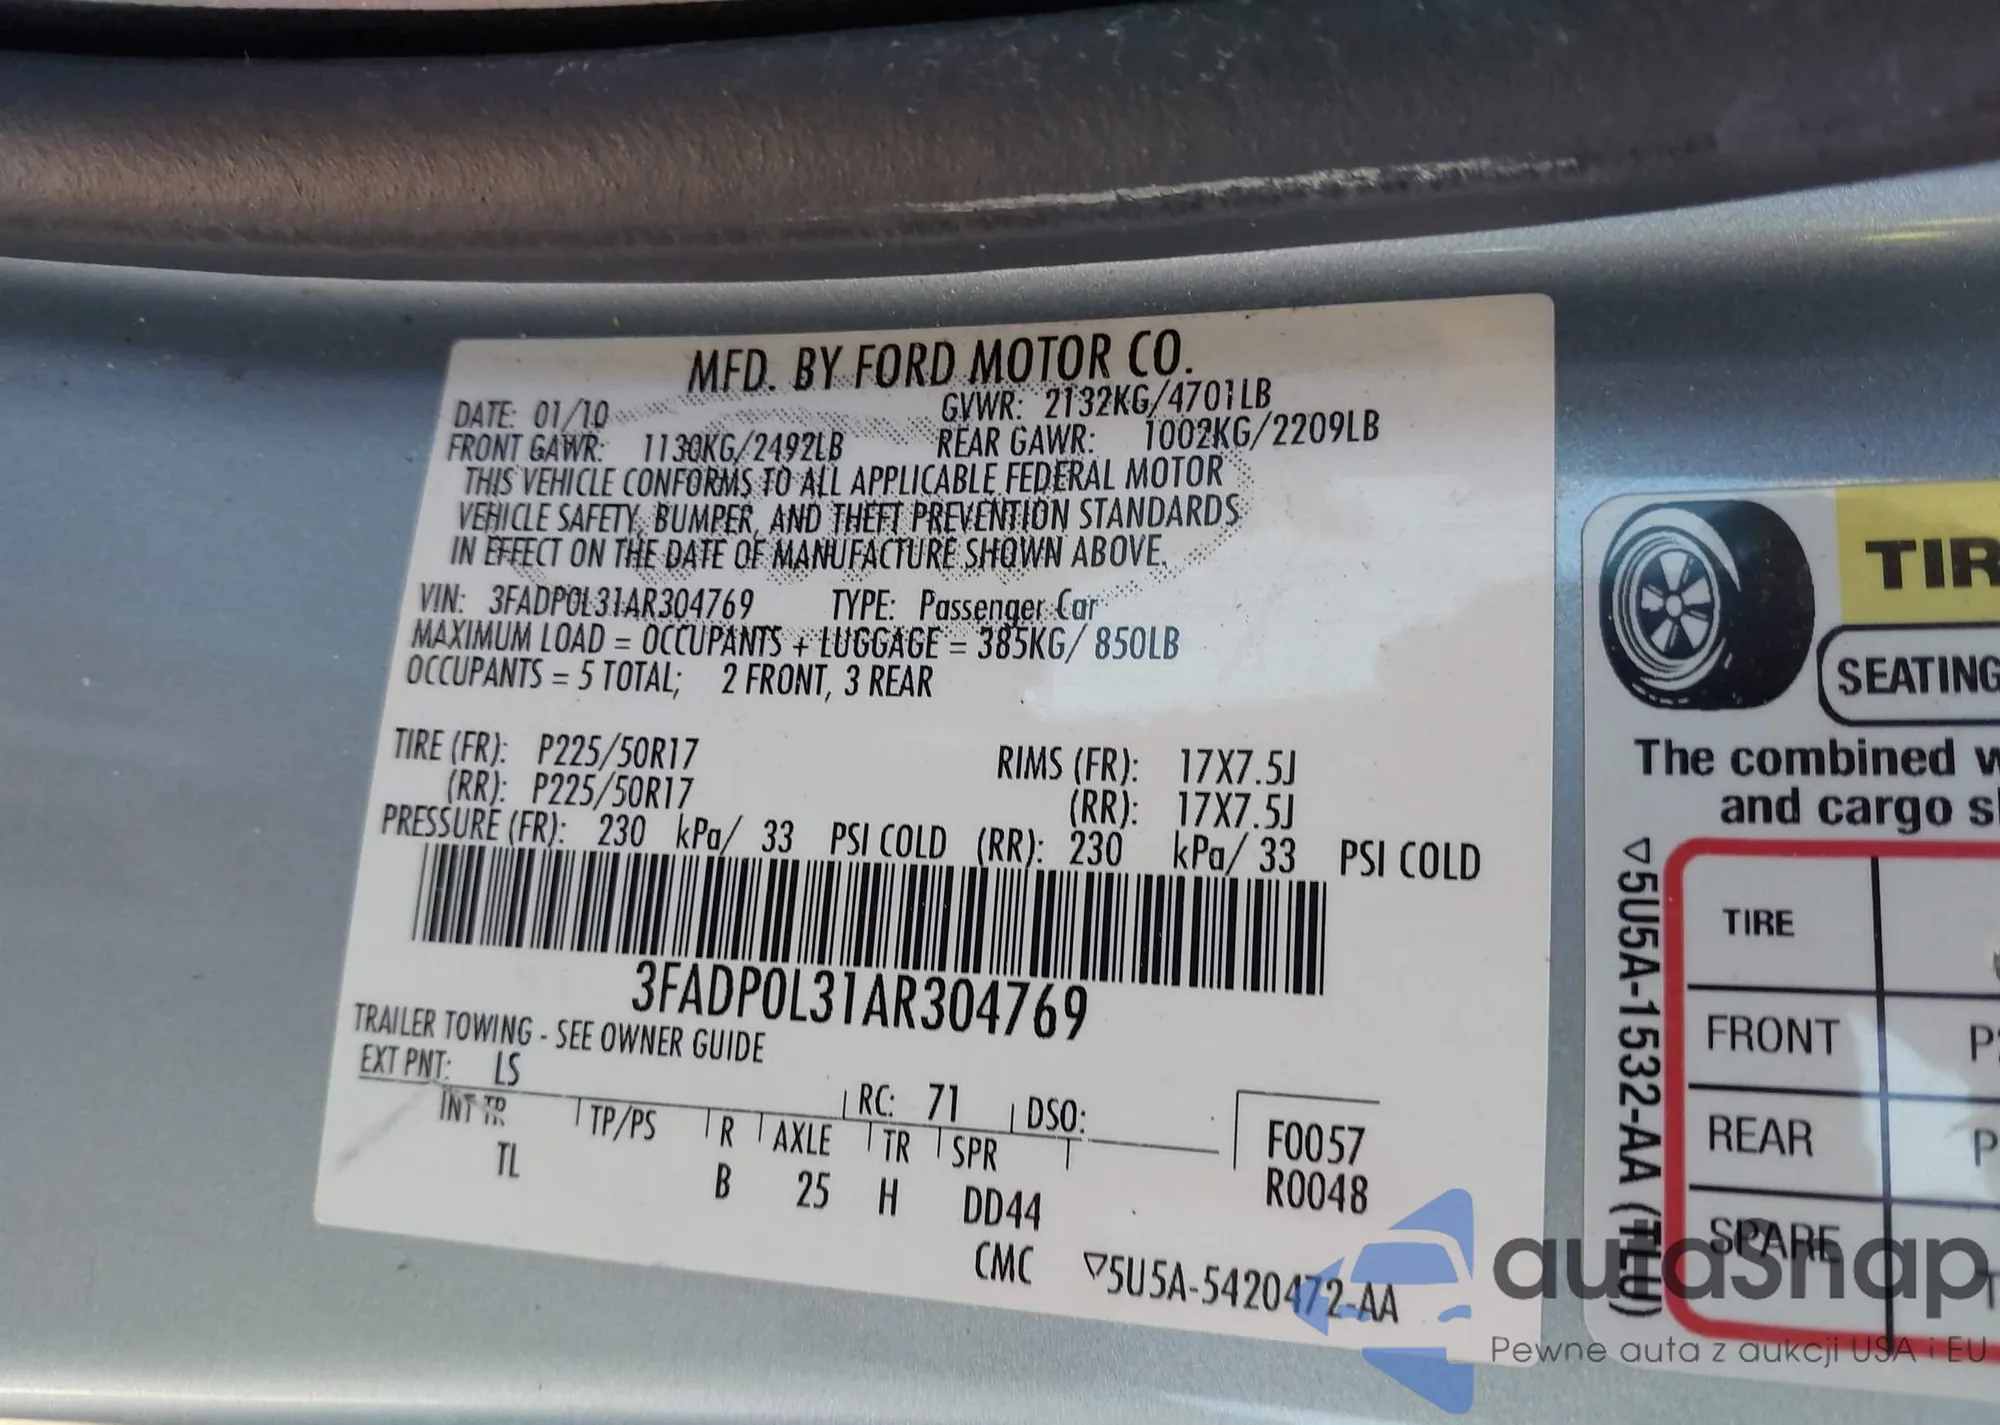 MFD. BY FORD MOTOR CO.
DATE: 01/10 GVWR: 2132KG/4701LB
FRONT GAWR: 1130KG/2492LB REAR GAWR: 1002KG/2209LB
THIS VEHICLE CONFORMS TO ALL APPLICABLE FEDERAL MOTOR
VEHICLE SAFETY, BUMPER, AND THEFT PREVENTION STANDARDS
IN EFFECT ON THE DATE OF MANUFACTURE SHOWN ABOVE.
VIN: 3FADP0L31AR304769 TYPE: Passenger Car
MAXIMUM LOAD = OCCUPANTS + LUGGAGE = 385KG/ 850LB
OCCUPANTS = 5 TOTAL; 2 FRONT, 3 REAR
TIRE (FR): P225/50R17 RIMS (FR): 17X7.5J
(RR): P225/50R17 (RR): 17X7.5J
PRESSURE (FR): 230 kPa/ 33 PSI COLD (RR): 230 kPa/ 33 PSI COLD
3FADP0L31AR304769
TRAILER TOWING - SEE OWNER GUIDE
EXT PNT: LS RC: 71 DSO:
INT TR TP/PS R AXLE TR SPR F0057
TL B 25 H DD44 R0048
CMC ▽5U5A-5420472-AA
TIR
SEATING
The combined w
and cargo s
▽5U5A-1532-AA (TLU)
TIRE
FRONT P
REAR P
SPARE T
autasnap
Pewne auta z aukcji USA i EU